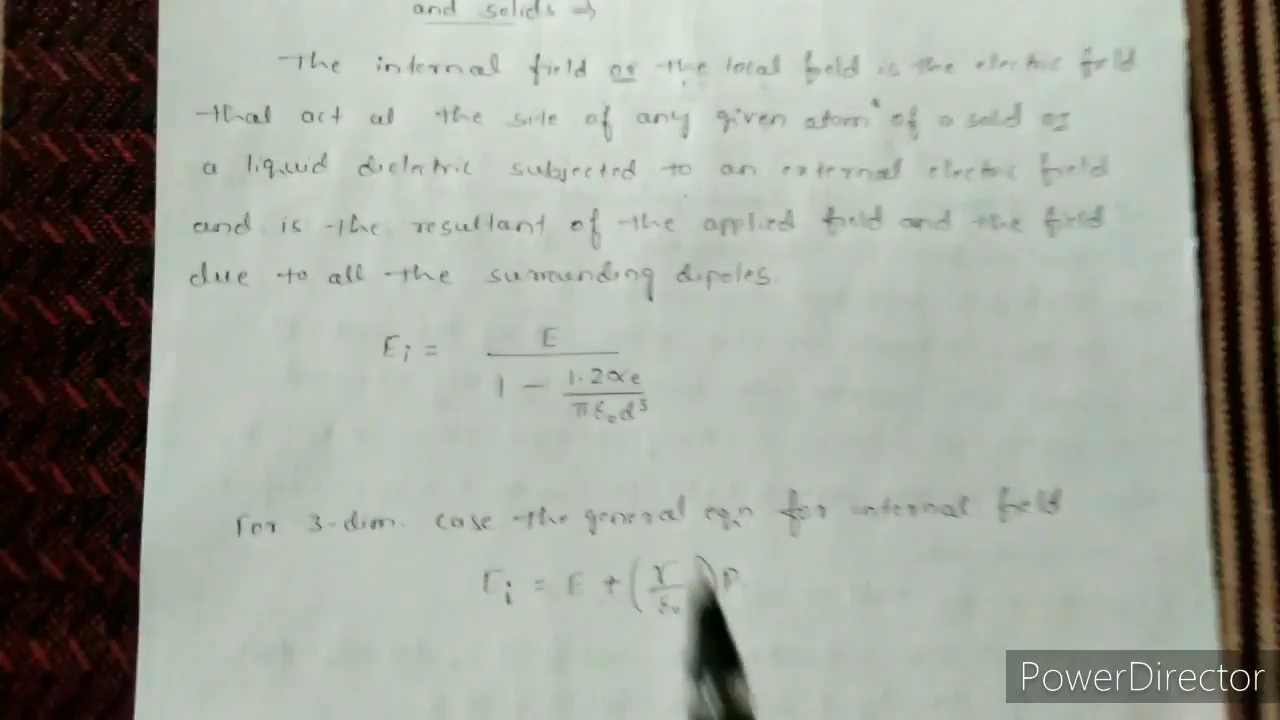 and solids ⇒
The internal field or the local field is the electric field
that act at the site of any given atom of a solid or
a liquid dielectric subjected to an external electric field
and is the resultant of the applied field and the field
due to all the surrounding dipoles.
Ei = E / (1 - 1.2αe / πε₀d³)
For 3-dim. case the general eqn for internal field
Ei = E + (γ/ε₀)P
PowerDirector